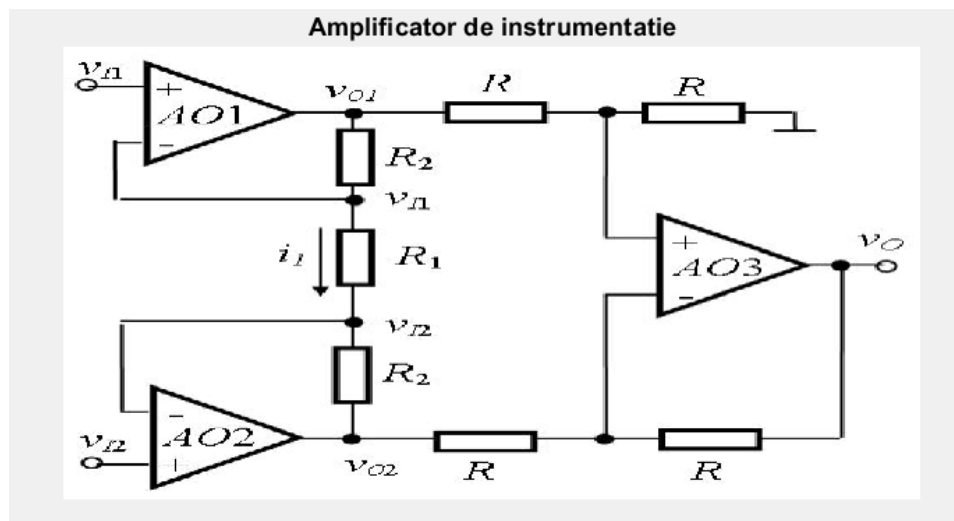 Amplificator de instrumentatie
vI1
+
AO1
-
vO1
R
R
R2
vI1
i1
R1
vI2
R2
+
AO3
-
vO
-
AO2
+
vI2
vO2
R
R